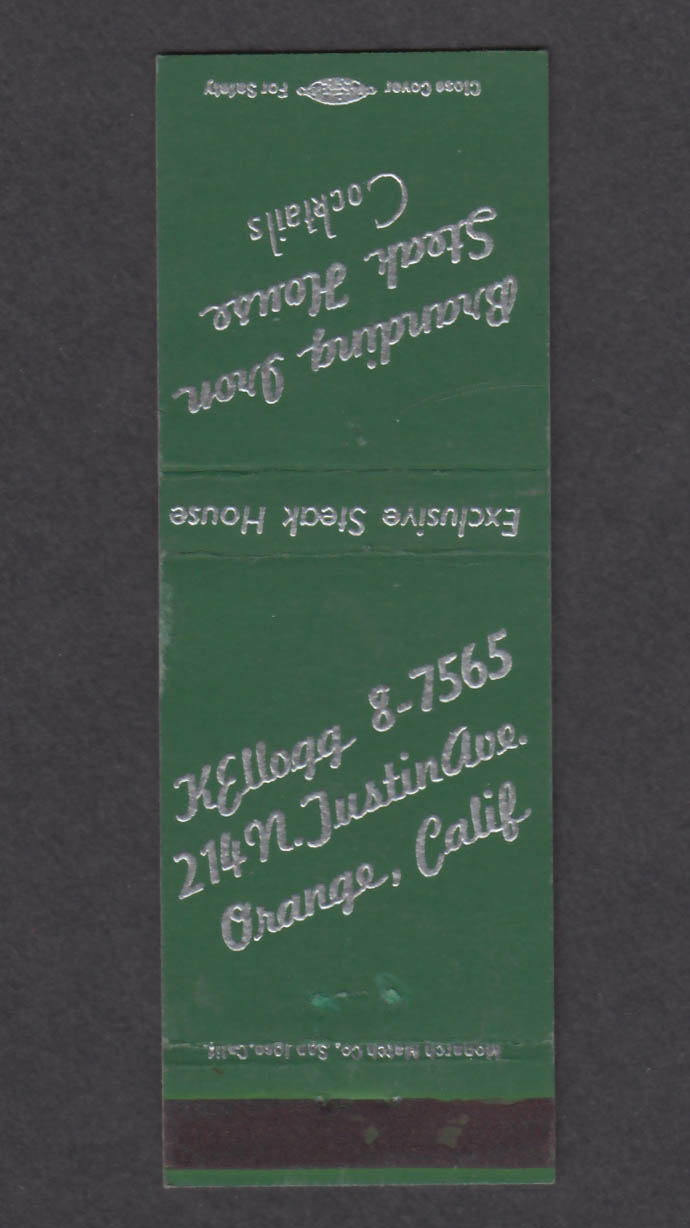 Close Cover For Safety
Branding Iron
Steak House
Cocktails
Exclusive Steak House
KEllogg 8-7565
214 N. Tustin Ave.
Orange, Calif
Monarch Match Co., San Jose, Calif.